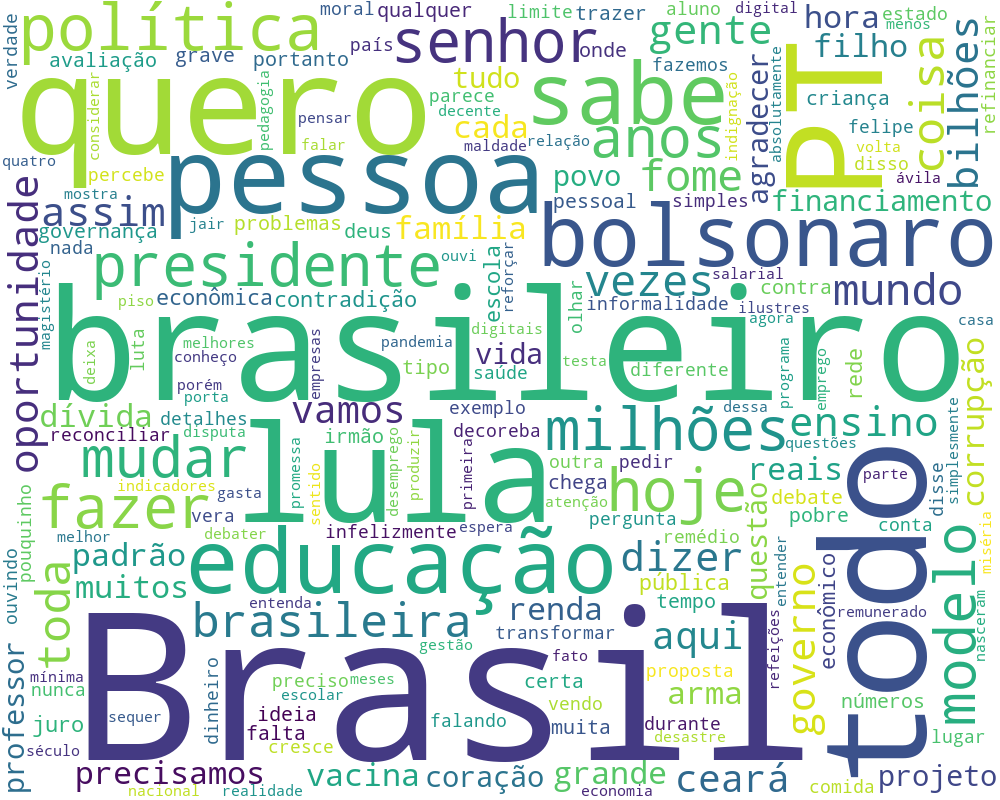 verdade
política
moral
qualquer
limite
trazer
aluno
digital
hora
estado
menos
avaliação
grave
portanto
país
senhor
onde
gente
filho
coisa
bilhões
refinanciar
considerar
quero
pedagogia
pensar
falar
tudo
parece
decente
cada
maldade
sabe
fazemos
anos
relação
indignação
agradecer
absolutamente
PT
criança
felipe
volta
disso
ávila
quatro
percebe
mostra
pessoa
povo
fome
pessoal
simples
financiamento
oportunidade
assim
governança
nada
jair
problemas
deus
família
bolsonaro
presidente
ouvi
escola
reforçar
vezes
salarial
contra
mundo
magistério
piso
econômica
contradição
olhar
informalidade
ilustres
agora
casa
brasileiro
deixa
luta
melhores
conheço
porém
porta
empresas
pandemia
tipo
digitais
vida
saúde
testa
diferente
programa
emprego
rede
corrupção
dívida
reconciliar
detalhes
disputa
vamos
irmão
exemplo
decoreba
milhões
dessa
ensino
questões
simplesmente
mudar
lula
promessa
sentido
desemprego
produzir
primeira
outra
chega
atenção
pedir
hoje
reais
questão
debate
pobre
todo
parte
disse
conta
miséria
indicadores
gasta
fazer
vera
debater
infelizmente
espera
pergunta
remédio
ouvindo
pouquinho
melhor
padrão
muitos
educação
dizer
pública
tempo
entender
governo
econômico
remunerado
modelo
nasceram
toda
brasileira
entenda
renda
transformar
aqui
refeições
professor
mínima
nunca
juro
século
Brasil
sequer
dinheiro
preciso
meses
escolar
ideia
falta
cresce
gestão
falando
certa
fato
vendo
muita
proposta
arma
durante
desastre
números
lugar
precisamos
nacional
realidade
vacina
coração
grande
economia
ceará
comida
projeto